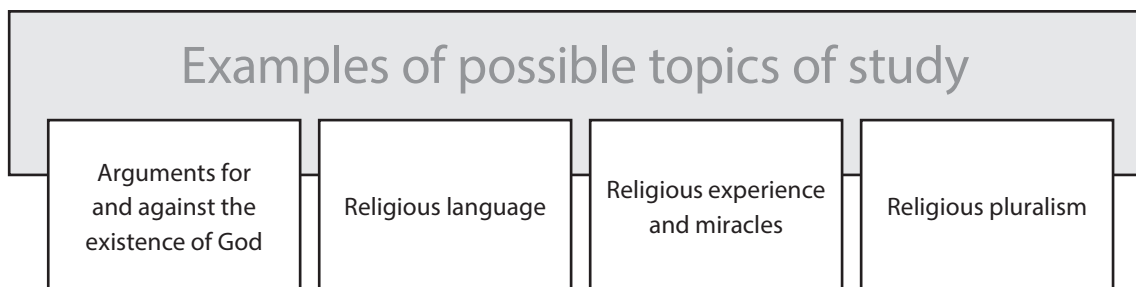 Examples of possible topics of study
Arguments for
and against the
existence of God
Religious language
Religious experience
and miracles
Religious pluralism